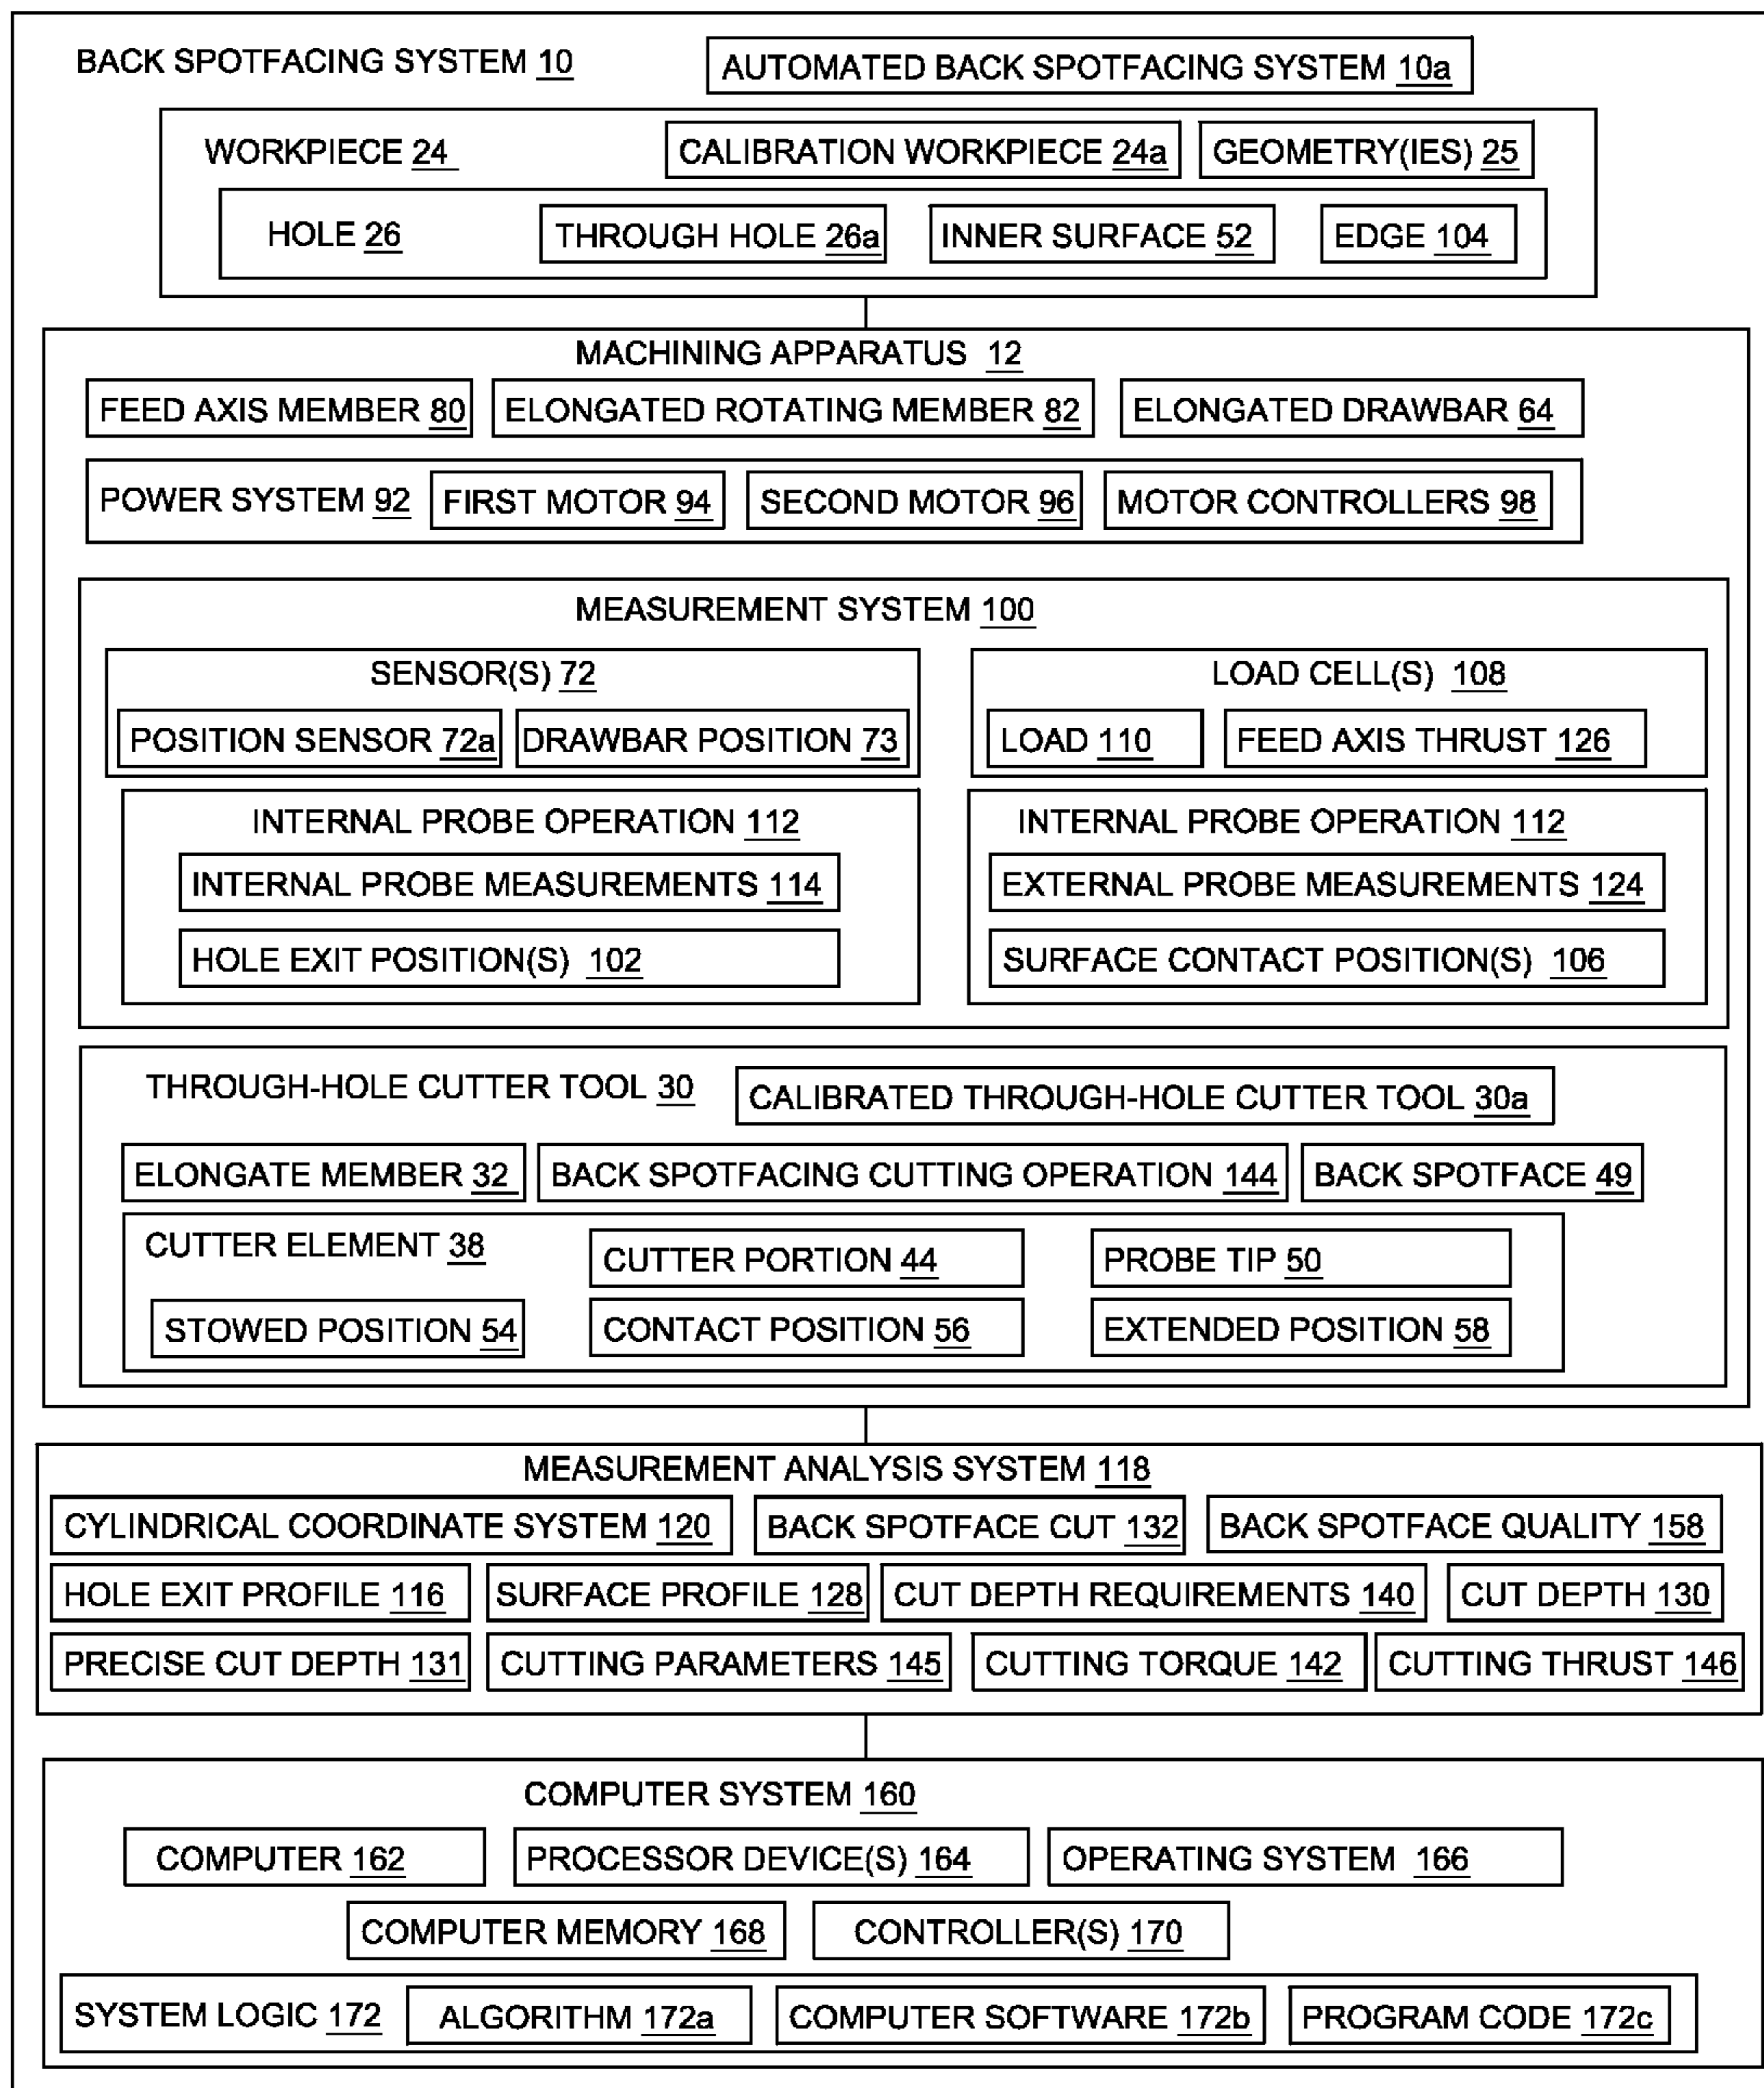 BACK SPOTFACING SYSTEM 10
AUTOMATED BACK SPOTFACING SYSTEM 10a
WORKPIECE 24
CALIBRATION WORKPIECE 24a
GEOMETRY(IES) 25
HOLE 26
THROUGH HOLE 26a
INNER SURFACE 52
EDGE 104
MACHINING APPARATUS 12
FEED AXIS MEMBER 80
ELONGATED ROTATING MEMBER 82
ELONGATED DRAWBAR 64
POWER SYSTEM 92
FIRST MOTOR 94
SECOND MOTOR 96
MOTOR CONTROLLERS 98
MEASUREMENT SYSTEM 100
SENSOR(S) 72
POSITION SENSOR 72a
DRAWBAR POSITION 73
LOAD CELL(S) 108
LOAD 110
FEED AXIS THRUST 126
INTERNAL PROBE OPERATION 112
INTERNAL PROBE MEASUREMENTS 114
HOLE EXIT POSITION(S) 102
INTERNAL PROBE OPERATION 112
EXTERNAL PROBE MEASUREMENTS 124
SURFACE CONTACT POSITION(S) 106
THROUGH-HOLE CUTTER TOOL 30
CALIBRATED THROUGH-HOLE CUTTER TOOL 30a
ELONGATE MEMBER 32
BACK SPOTFACING CUTTING OPERATION 144
BACK SPOTFACE 49
CUTTER ELEMENT 38
CUTTER PORTION 44
PROBE TIP 50
STOWED POSITION 54
CONTACT POSITION 56
EXTENDED POSITION 58
MEASUREMENT ANALYSIS SYSTEM 118
CYLINDRICAL COORDINATE SYSTEM 120
BACK SPOTFACE CUT 132
BACK SPOTFACE QUALITY 158
HOLE EXIT PROFILE 116
SURFACE PROFILE 128
CUT DEPTH REQUIREMENTS 140
CUT DEPTH 130
PRECISE CUT DEPTH 131
CUTTING PARAMETERS 145
CUTTING TORQUE 142
CUTTING THRUST 146
COMPUTER SYSTEM 160
COMPUTER 162
PROCESSOR DEVICE(S) 164
OPERATING SYSTEM 166
COMPUTER MEMORY 168
CONTROLLER(S) 170
SYSTEM LOGIC 172
ALGORITHM 172a
COMPUTER SOFTWARE 172b
PROGRAM CODE 172c